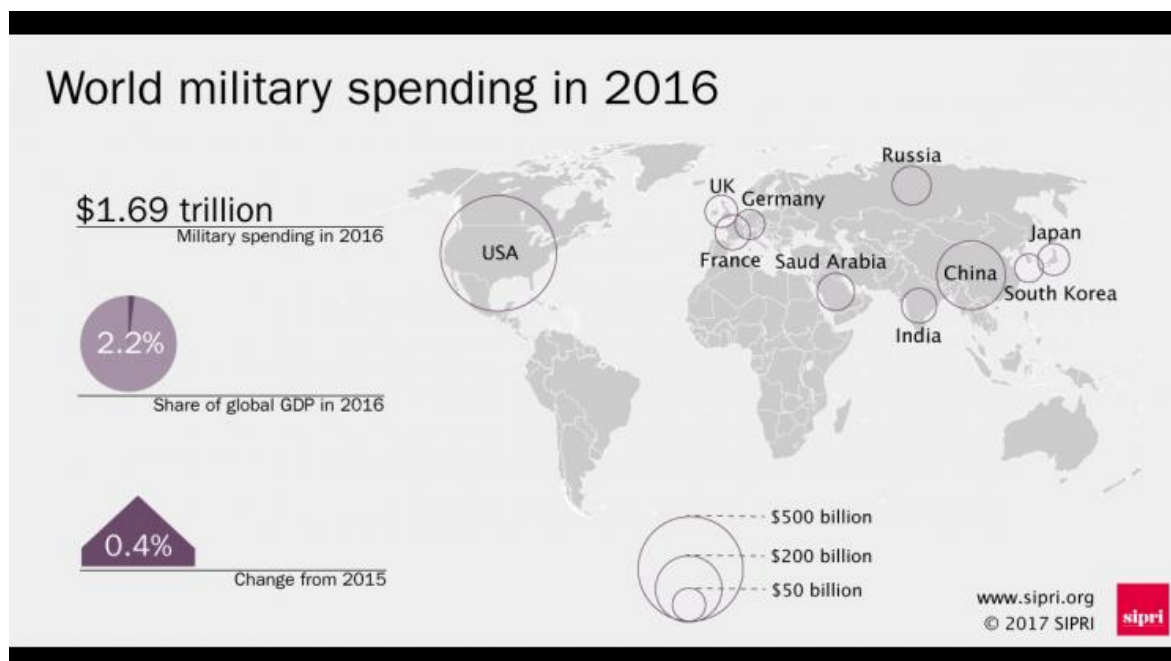 World military spending in 2016
$1.69 trillion
Military spending in 2016
2.2%
Share of global GDP in 2016
0.4%
Change from 2015
USA
UK
Germany
France
Saudi Arabia
Russia
China
India
Japan
South Korea
$500 billion
$200 billion
$50 billion
www.sipri.org
© 2017 SIPRI
sipri